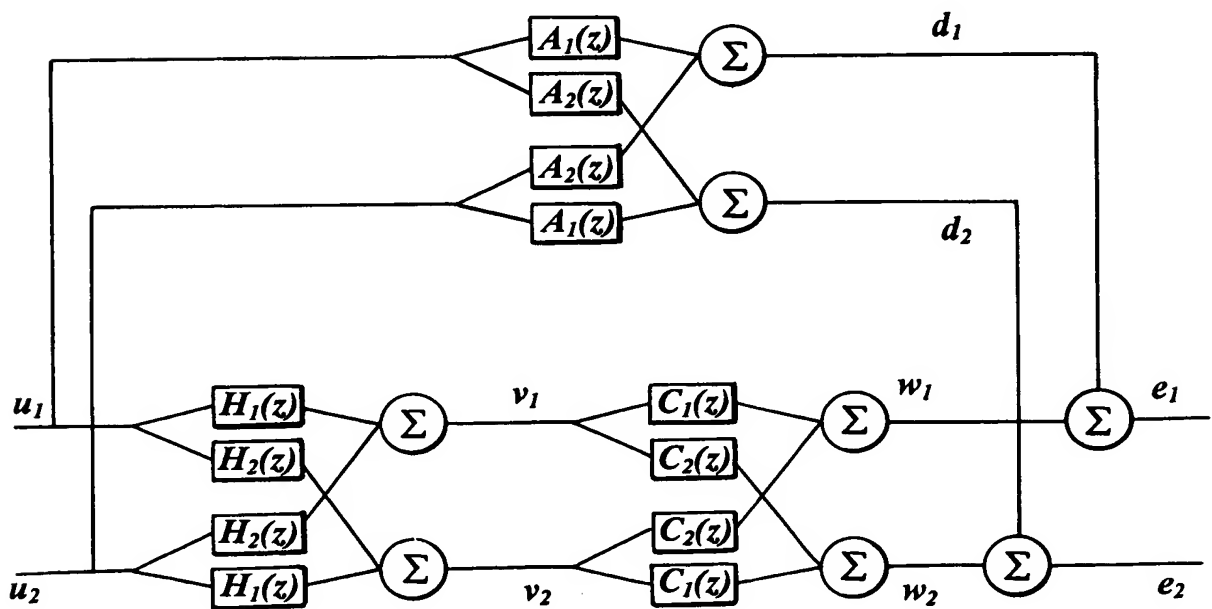 A₁(z) Σ d₁
A₂(z)
A₂(z)
A₁(z) Σ d₂
u₁ H₁(z) Σ v₁ C₁(z) Σ w₁ Σ e₁
H₂(z) C₂(z)
H₂(z) C₂(z)
u₂ H₁(z) Σ v₂ C₁(z) Σ w₂ Σ e₂